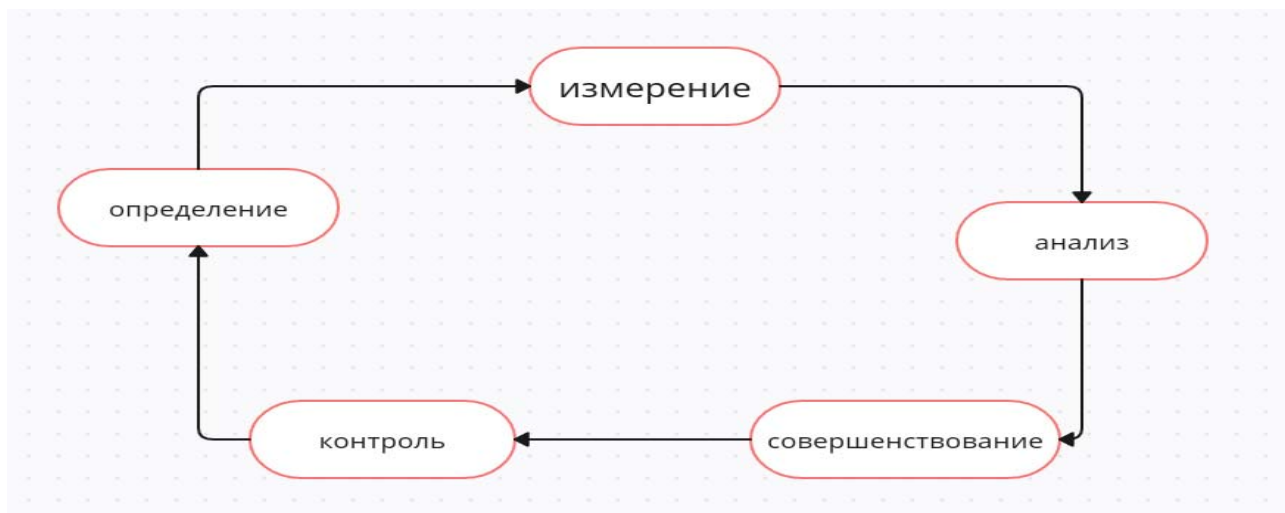 измерение
определение
анализ
контроль
совершенствование